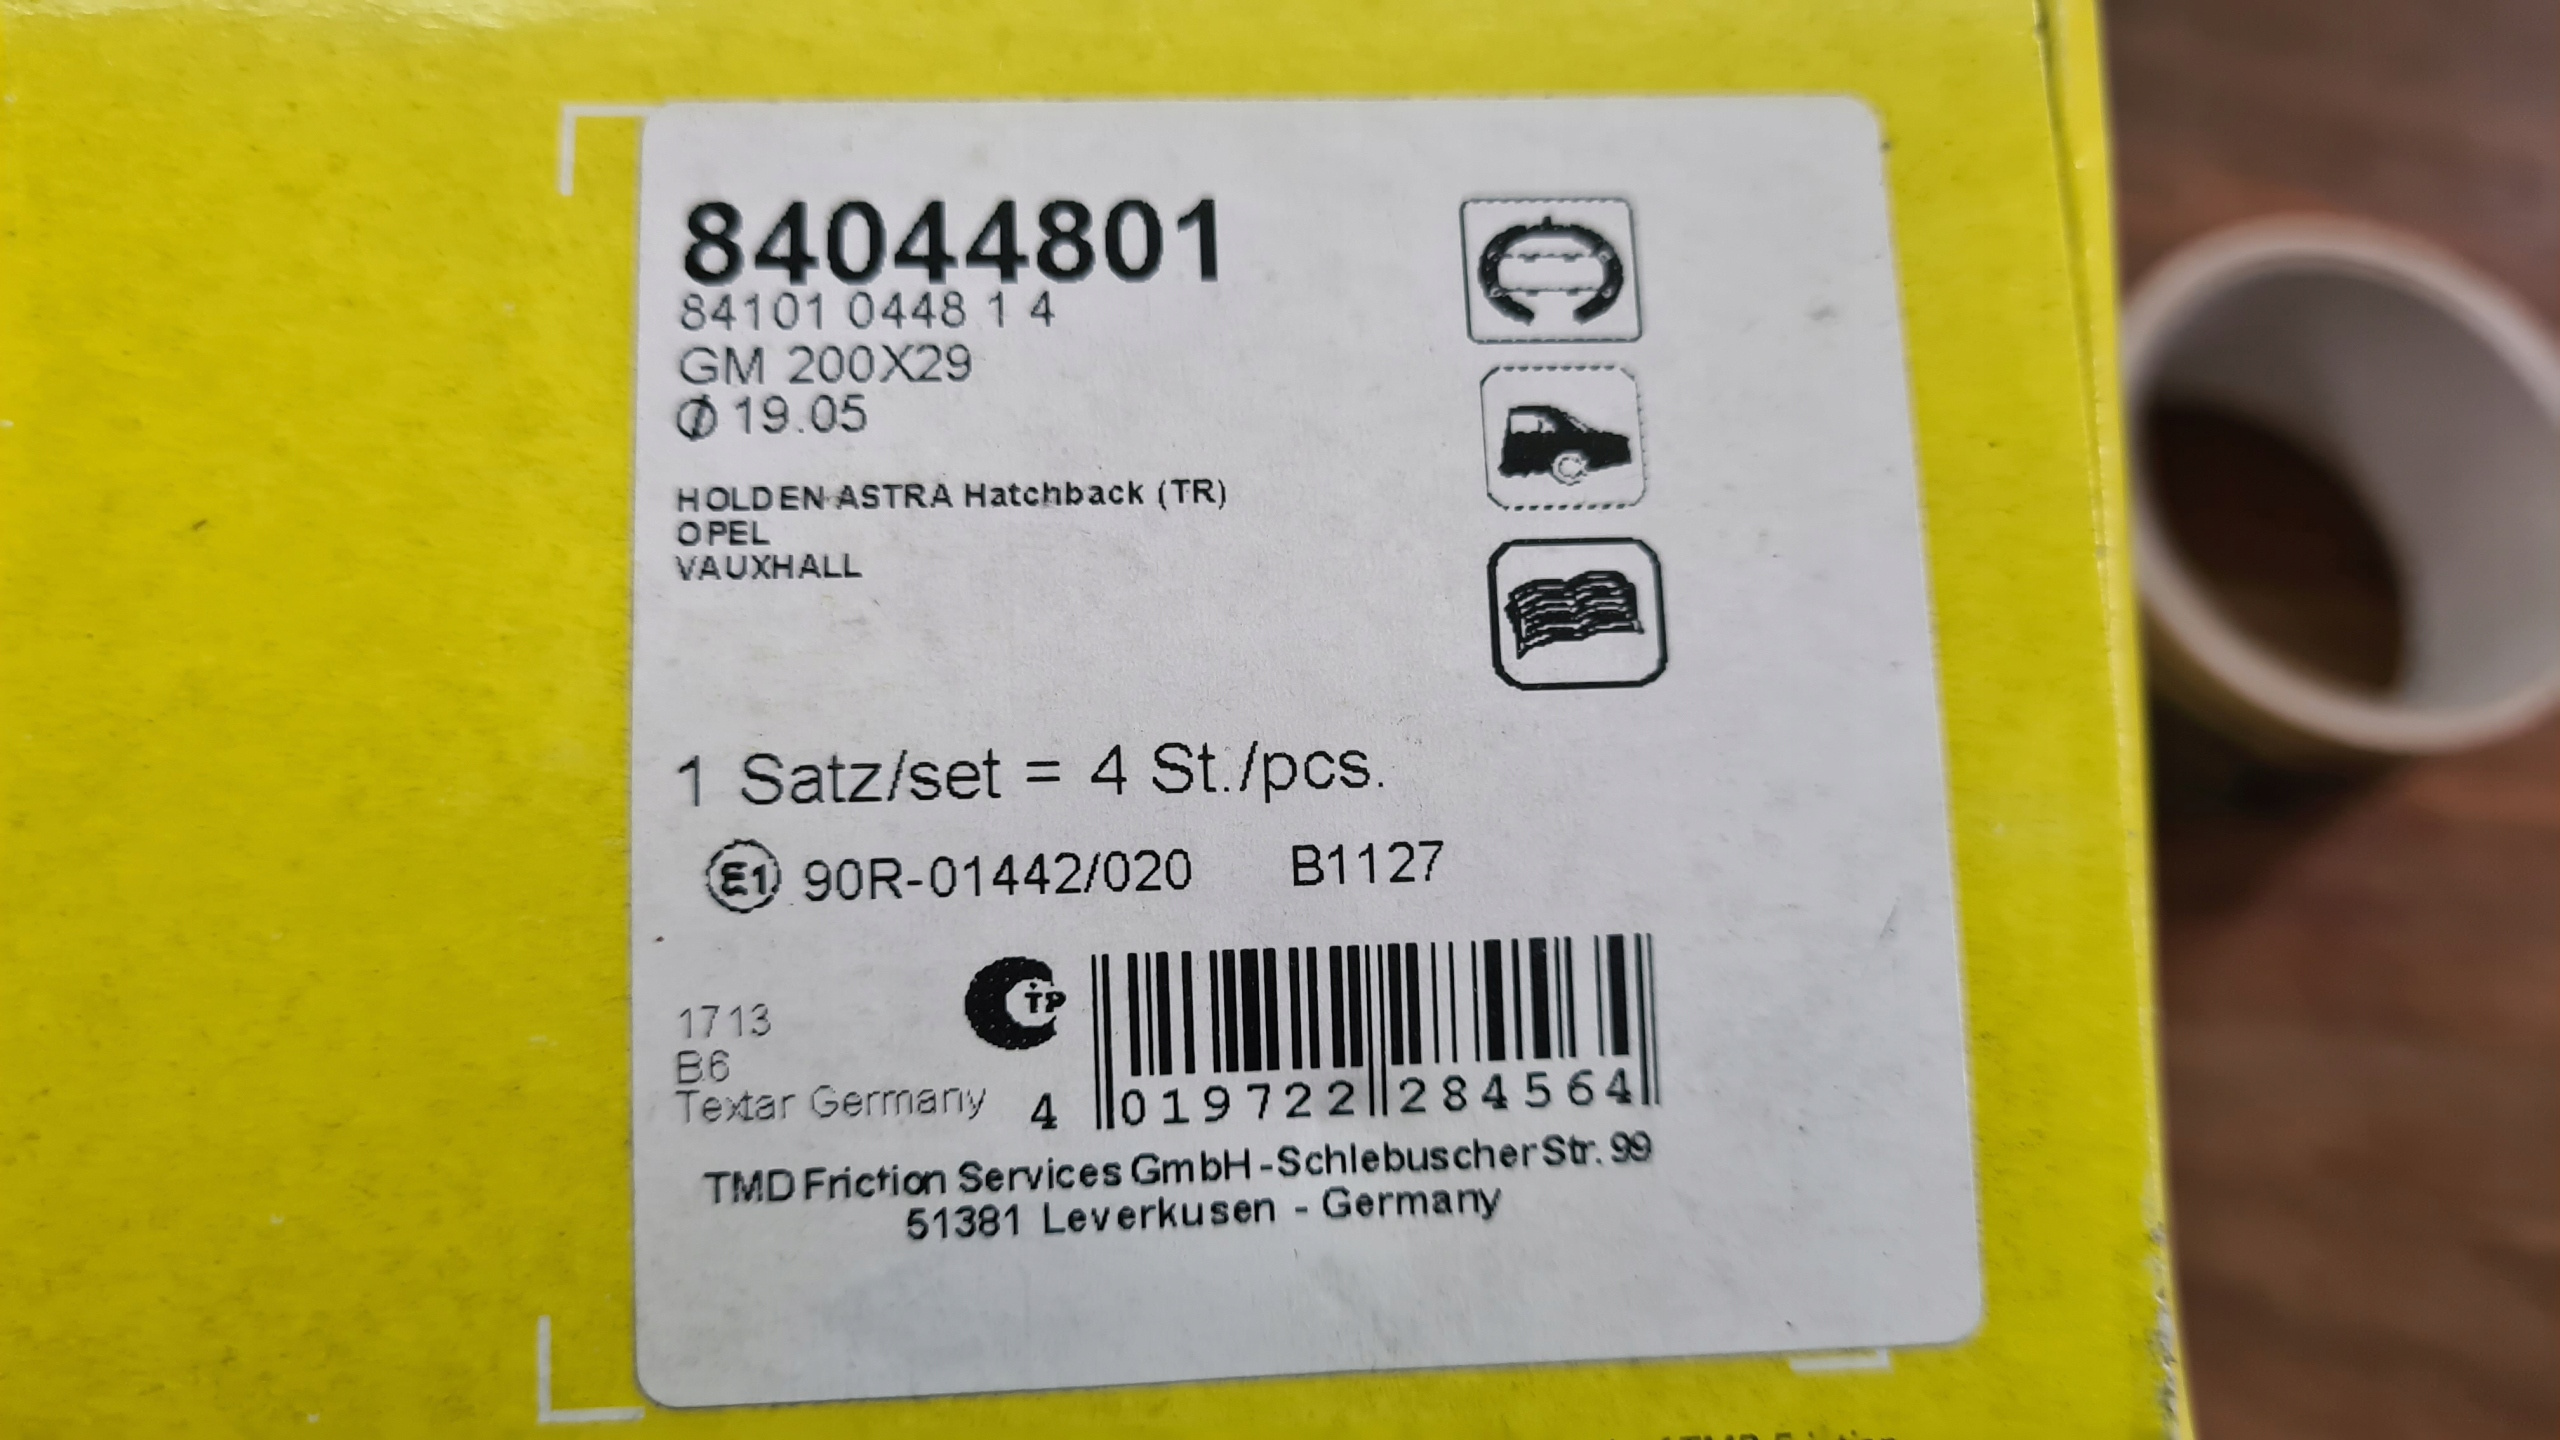 84044801
84101 0448 1 4
GM 200X29
Ø 19.05
HOLDEN ASTRA Hatchback (TR)
OPEL
VAUXHALL
1 Satz/set = 4 St./pcs.
E1 90R-01442/020 B1127
TP
1713
B6
Textar Germany
4 019722 284564
TMD Friction Services GmbH - Schlebuscher Str. 99
51381 Leverkusen - Germany